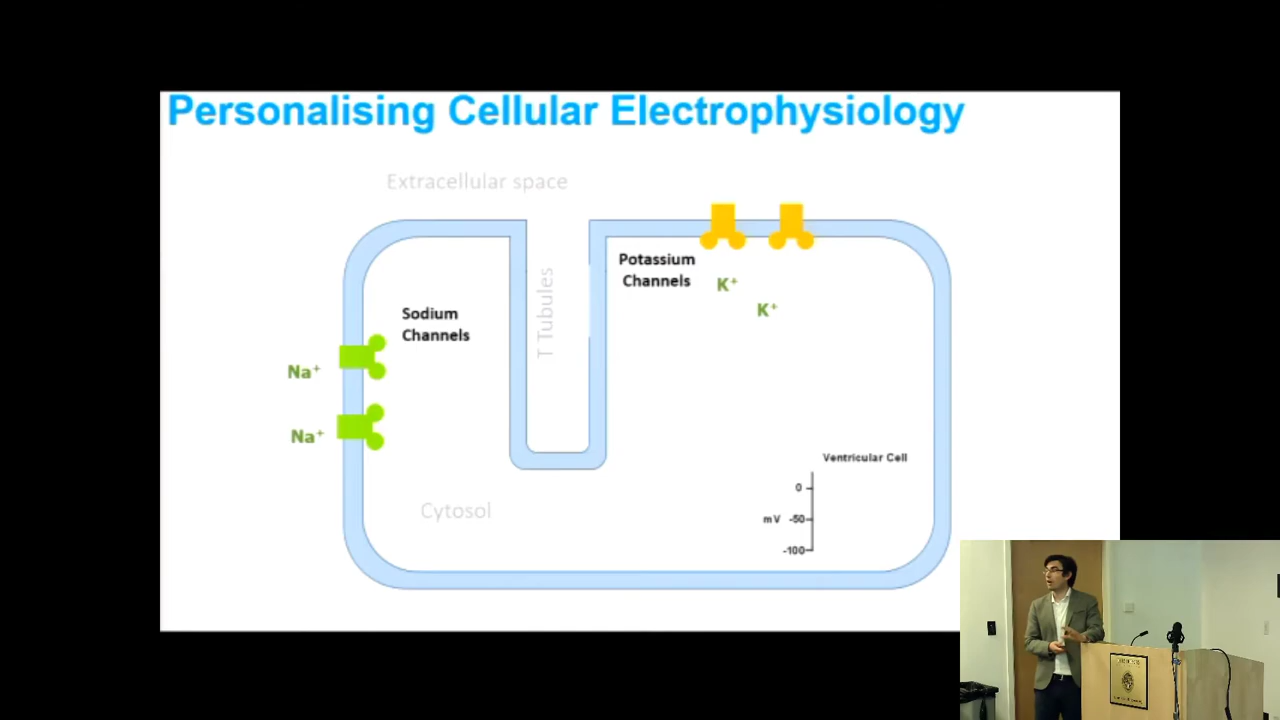 Personalising Cellular Electrophysiology
Extracellular space
Potassium
Channels
K⁺
K⁺
T Tubules
Sodium
Channels
Na⁺
Na⁺
Ventricular Cell
0
mV -50
-100
Cytosol